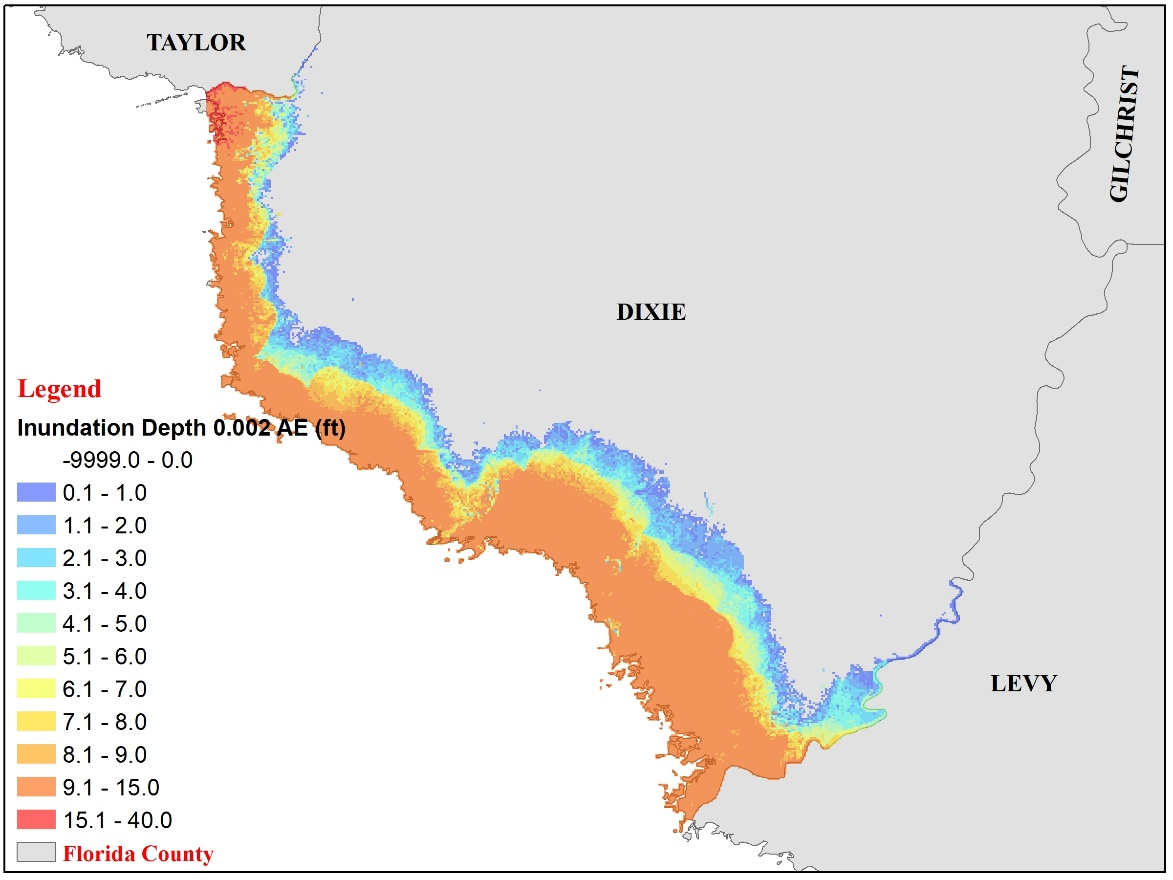 TAYLOR
GILCHRIST
DIXIE
LEVY
Legend
Inundation Depth 0.002 AE (ft)
-9999.0 - 0.0
0.1 - 1.0
1.1 - 2.0
2.1 - 3.0
3.1 - 4.0
4.1 - 5.0
5.1 - 6.0
6.1 - 7.0
7.1 - 8.0
8.1 - 9.0
9.1 - 15.0
15.1 - 40.0
Florida County